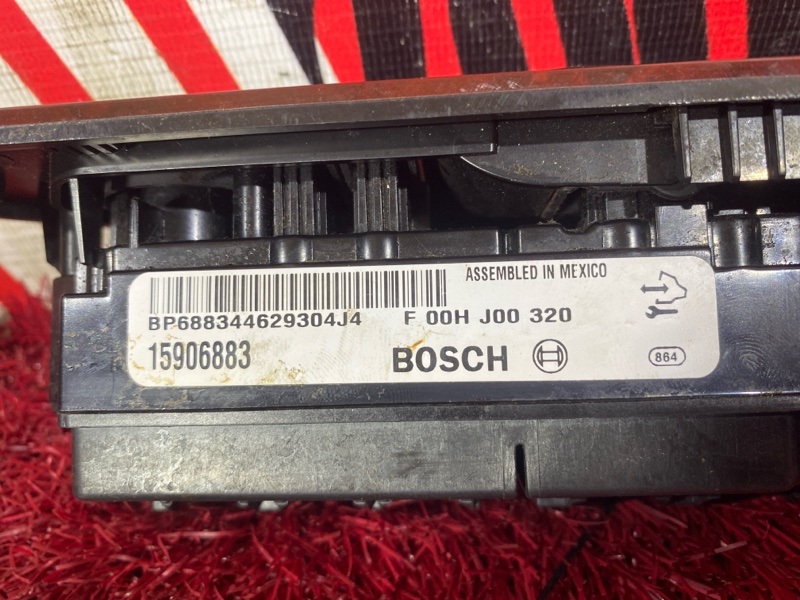 ASSEMBLED IN MEXICO
BP688344629304J4 F 00H J00 320
15906883 BOSCH 864